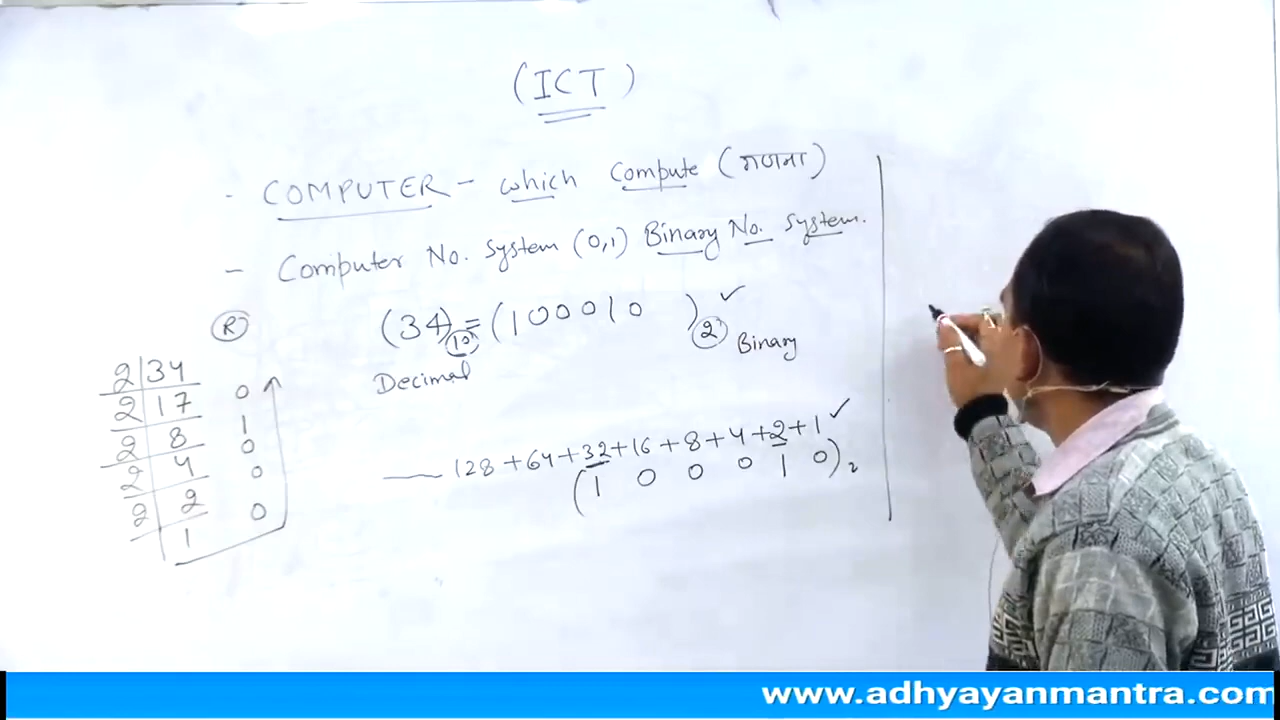 (ICT)
- COMPUTER - which Compute (गणना)
- Computer No. System (0,1) Binary No. System.
(34)10 = (100010 )2 ✓
Decimal
Binary
R
2 34
2 17 0
2 8 1
2 4 0
2 2 0
1 0
128 + 64 + 32 + 16 + 8 + 4 + 2 + 1 ✓
(1 0 0 0 1 0)2
www.adhyayanmantra.com